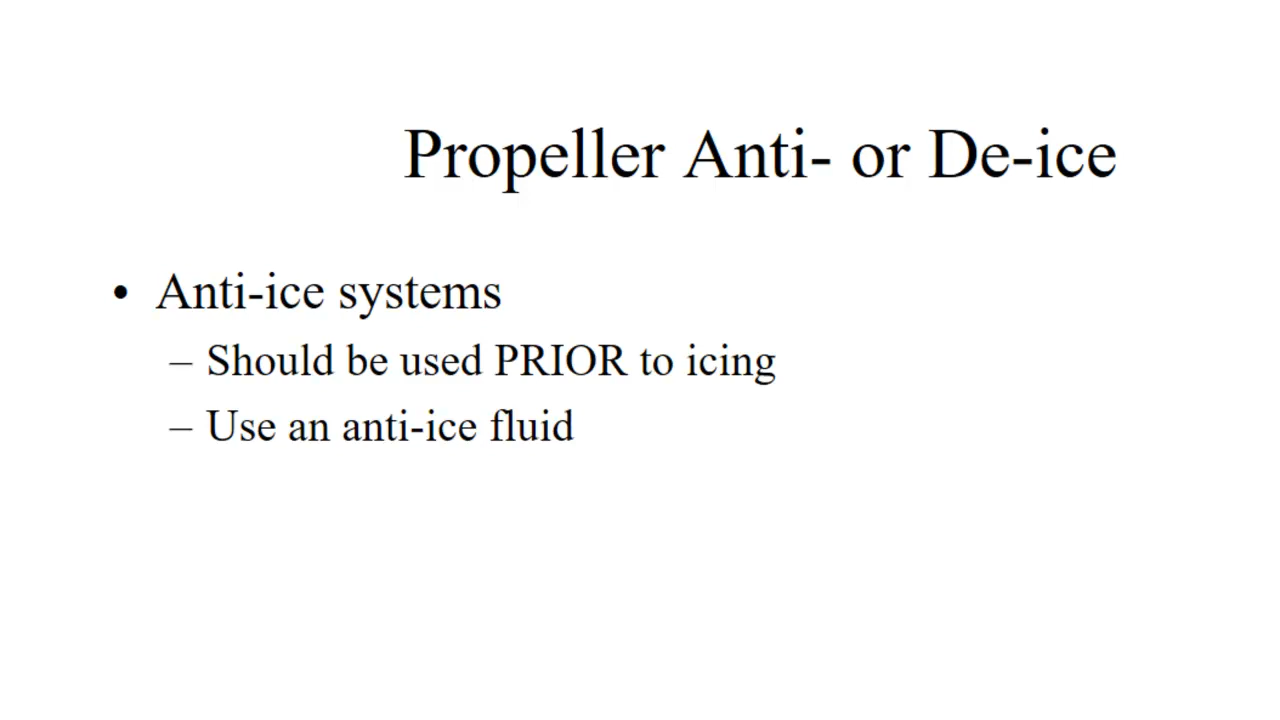 Propeller Anti- or De-ice
• Anti-ice systems
– Should be used PRIOR to icing
– Use an anti-ice fluid